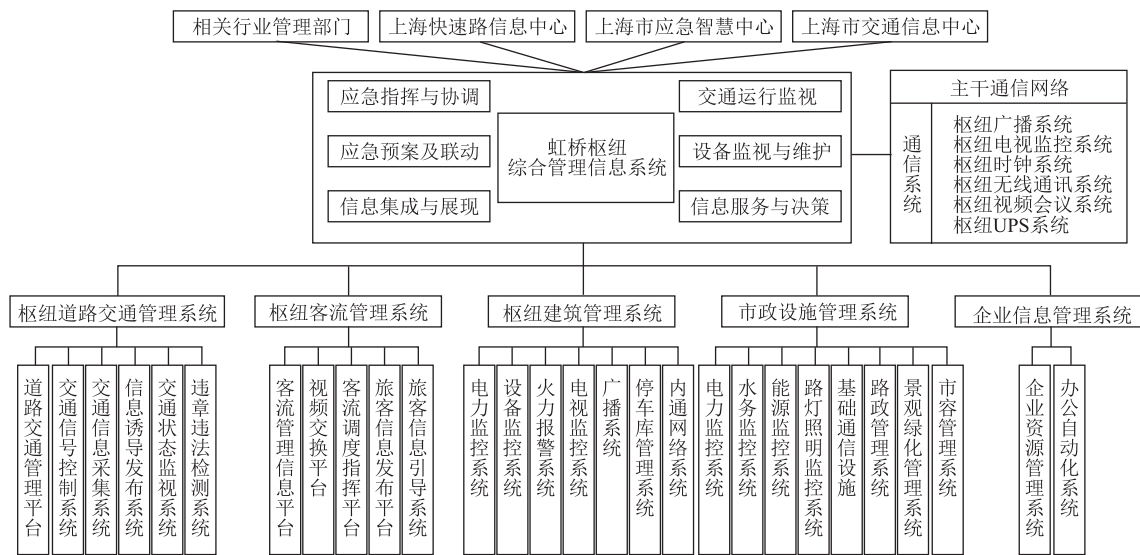 相关行业管理部门
上海快速路信息中心
上海市应急智慧中心
上海市交通信息中心
应急指挥与协调
交通运行监视
应急预案及联动
虹桥枢纽
综合管理信息系统
设备监视与维护
信息集成与展现
信息服务与决策
主干通信网络
通信系统
枢纽广播系统
枢纽电视监控系统
枢纽时钟系统
枢纽无线通讯系统
枢纽视频会议系统
枢纽UPS系统
枢纽道路交通管理系统
枢纽客流管理系统
枢纽建筑管理系统
市政设施管理系统
企业信息管理系统
道路交通管理平台
交通信号控制系统
交通信息采集系统
信息诱导发布系统
交通状态监视系统
违章违法检测系统
客流管理信息平台
视频交换平台
客流调度指挥平台
旅客信息发布平台
旅客信息引导系统
电力监控系统
设备监控系统
火力报警系统
电视监控系统
广播系统
停车库管理系统
内通网络系统
电力监控系统
水务监控系统
能源监控系统
路灯照明监控系统
基础通信设施
路政管理系统
景观绿化管理系统
市容管理系统
企业资源管理系统
办公自动化系统